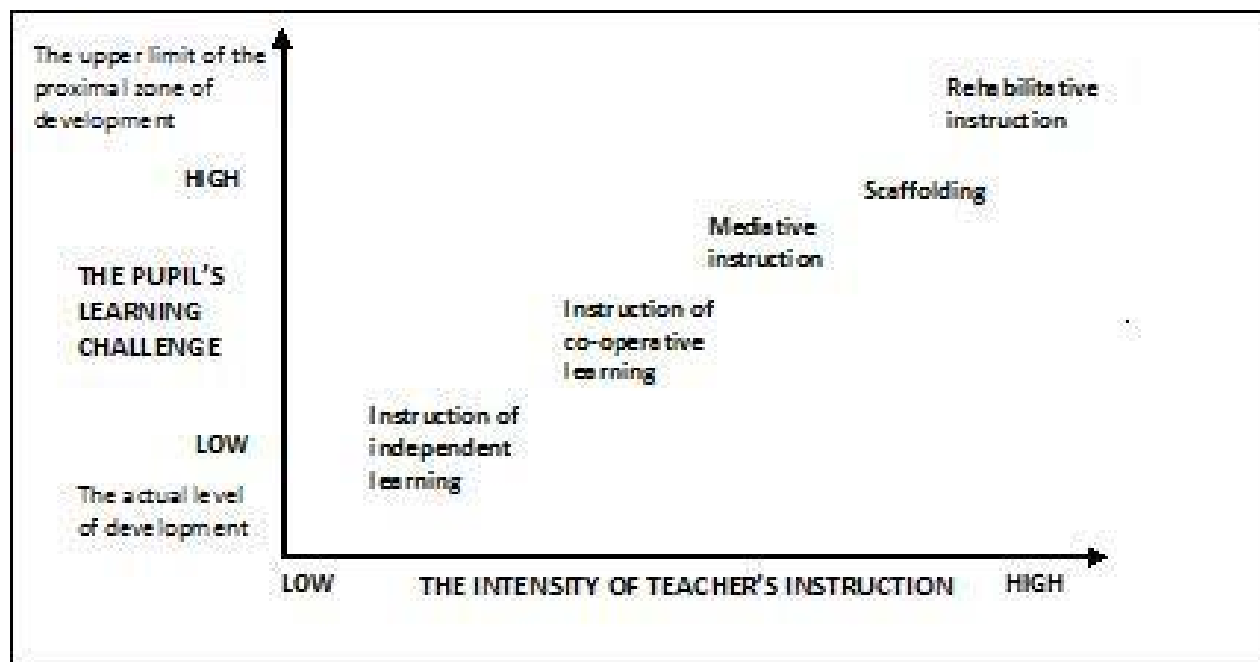 The upper limit of the
proximal zone of
development
HIGH
THE PUPIL'S
LEARNING
CHALLENGE
LOW
The actual level
of development
Rehabilitative
instruction
Scaffolding
Mediative
instruction
Instruction of
co-operative
learning
Instruction of
independent
learning
LOW
THE INTENSITY OF TEACHER'S INSTRUCTION
HIGH